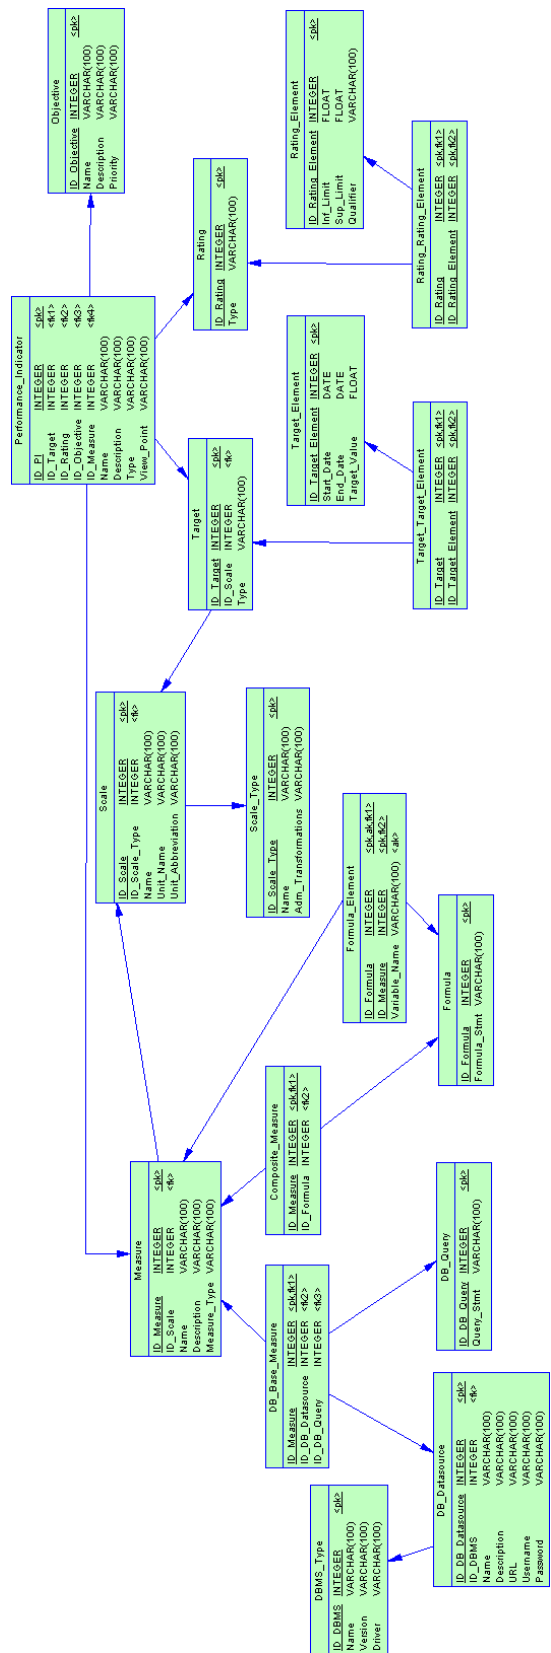 Objective
ID_Objective INTEGER <pk>
Name VARCHAR(100)
Description VARCHAR(100)
Priority VARCHAR(100)
Performance_Indicator
ID_PI INTEGER <pk>
ID_Target INTEGER <fk1>
ID_Rating INTEGER <fk2>
ID_Objective INTEGER <fk3>
ID_Measure INTEGER <fk4>
Name VARCHAR(100)
Description VARCHAR(100)
Type VARCHAR(100)
View_Point VARCHAR(100)
Rating
ID_Rating INTEGER <pk>
Type VARCHAR(100)
Rating_Element
ID_Rating_Element INTEGER <pk>
Inf_Limit FLOAT
Sup_Limit FLOAT
Qualifier VARCHAR(100)
Rating_Rating_Element
ID_Rating INTEGER <pk,fk1>
ID_Rating_Element INTEGER <pk,fk2>
Target
ID_Target INTEGER <pk>
ID_Scale INTEGER <fk>
Type VARCHAR(100)
Target_Element
ID_Target_Element INTEGER <pk>
Start_Date DATE
End_Date DATE
Target_Value FLOAT
Target_Target_Element
ID_Target INTEGER <pk,fk1>
ID_Target_Element INTEGER <pk,fk2>
Scale
ID_Scale INTEGER <pk>
ID_Scale_Type INTEGER <fk>
Name VARCHAR(100)
Unit_Name VARCHAR(100)
Unit_Abbreviation VARCHAR(100)
Scale_Type
ID_Scale_Type INTEGER <pk>
Name VARCHAR(100)
Adm_Transformations VARCHAR(100)
Formula_Element
ID_Formula INTEGER <pk,ak,fk1>
ID_Measure INTEGER <pk,fk2>
Variable_Name VARCHAR(100) <ak>
Formula
ID_Formula INTEGER <pk>
Formula_Stmt VARCHAR(100)
Measure
ID_Measure INTEGER <pk>
ID_Scale INTEGER <fk>
Name VARCHAR(100)
Description VARCHAR(100)
Measure_Type VARCHAR(100)
Composite_Measure
ID_Measure INTEGER <pk,fk1>
ID_Formula INTEGER <fk2>
DB_Base_Measure
ID_Measure INTEGER <pk,fk1>
ID_DB_Datasource INTEGER <fk2>
ID_DB_Query INTEGER <fk3>
DB_Query
ID_DB_Query INTEGER <pk>
Query_Stmt VARCHAR(100)
DBMS_Type
ID_DBMS INTEGER <pk>
Name VARCHAR(100)
Version VARCHAR(100)
Driver VARCHAR(100)
DB_Datasource
ID_DB_Datasource INTEGER <pk>
ID_DBMS INTEGER <fk>
Name VARCHAR(100)
Description VARCHAR(100)
URL VARCHAR(100)
Username VARCHAR(100)
Password VARCHAR(100)